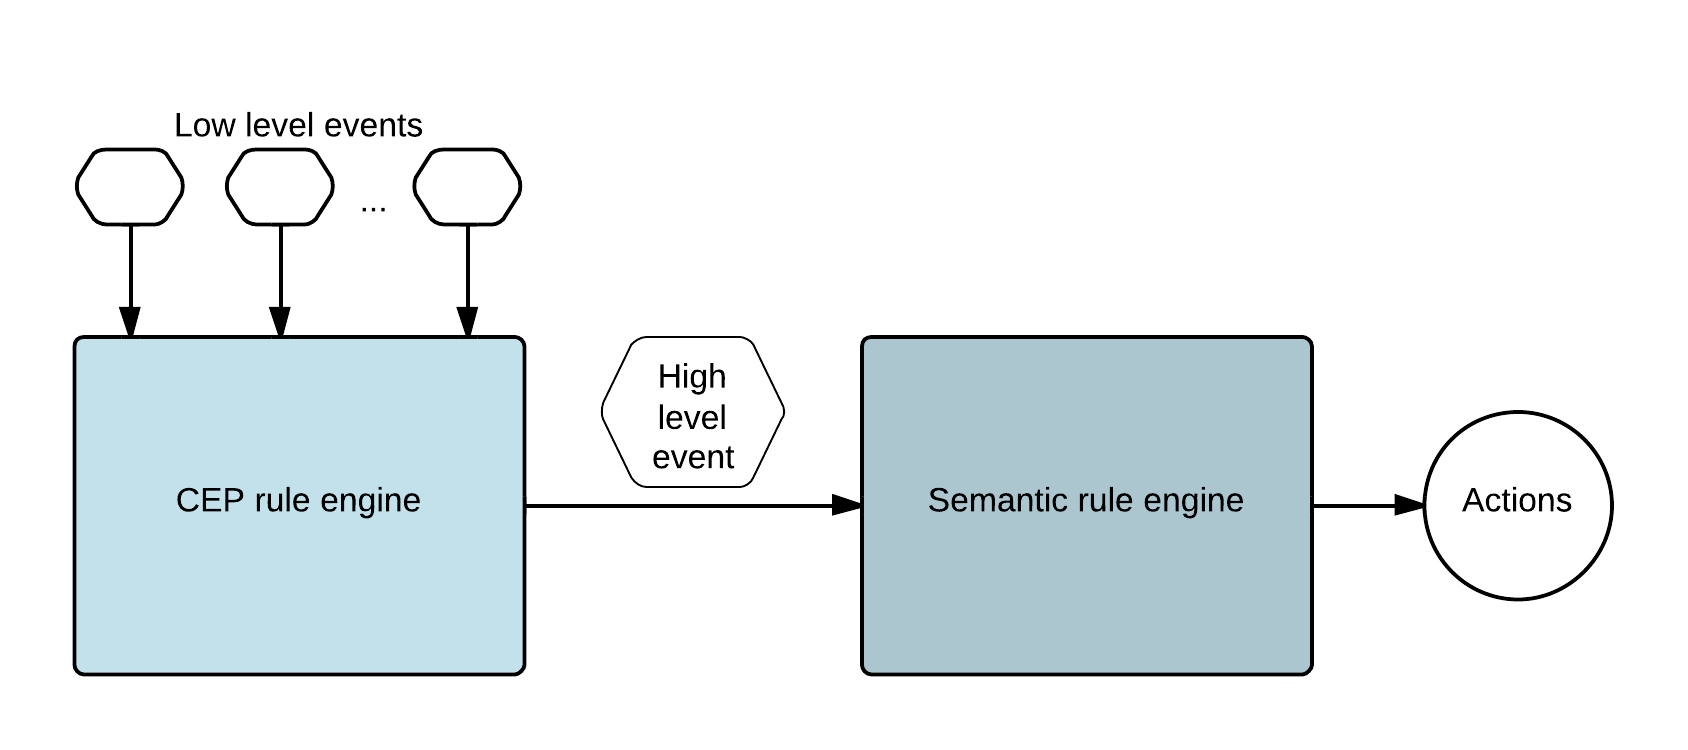 Low level events
...
High
level
event
CEP rule engine
Semantic rule engine
Actions